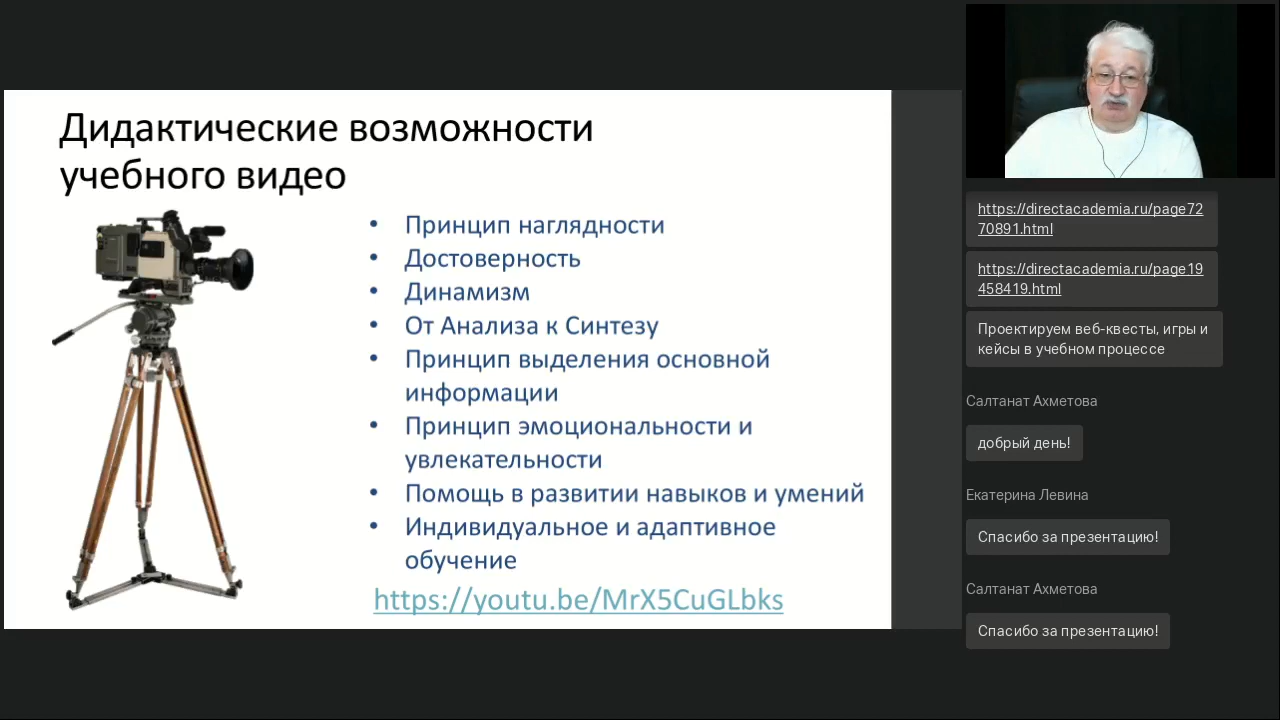 Дидактические возможности
учебного видео
• Принцип наглядности
• Достоверность
• Динамизм
• От Анализа к Синтезу
• Принцип выделения основной
информации
• Принцип эмоциональности и
увлекательности
• Помощь в развитии навыков и умений
• Индивидуальное и адаптивное
обучение
https://youtu.be/MrX5CuGLbks
https://directacademia.ru/page72
70891.html
https://directacademia.ru/page19
458419.html
Проектируем веб-квесты, игры и
кейсы в учебном процессе
Салтанат Ахметова
добрый день!
Екатерина Левина
Спасибо за презентацию!
Салтанат Ахметова
Спасибо за презентацию!